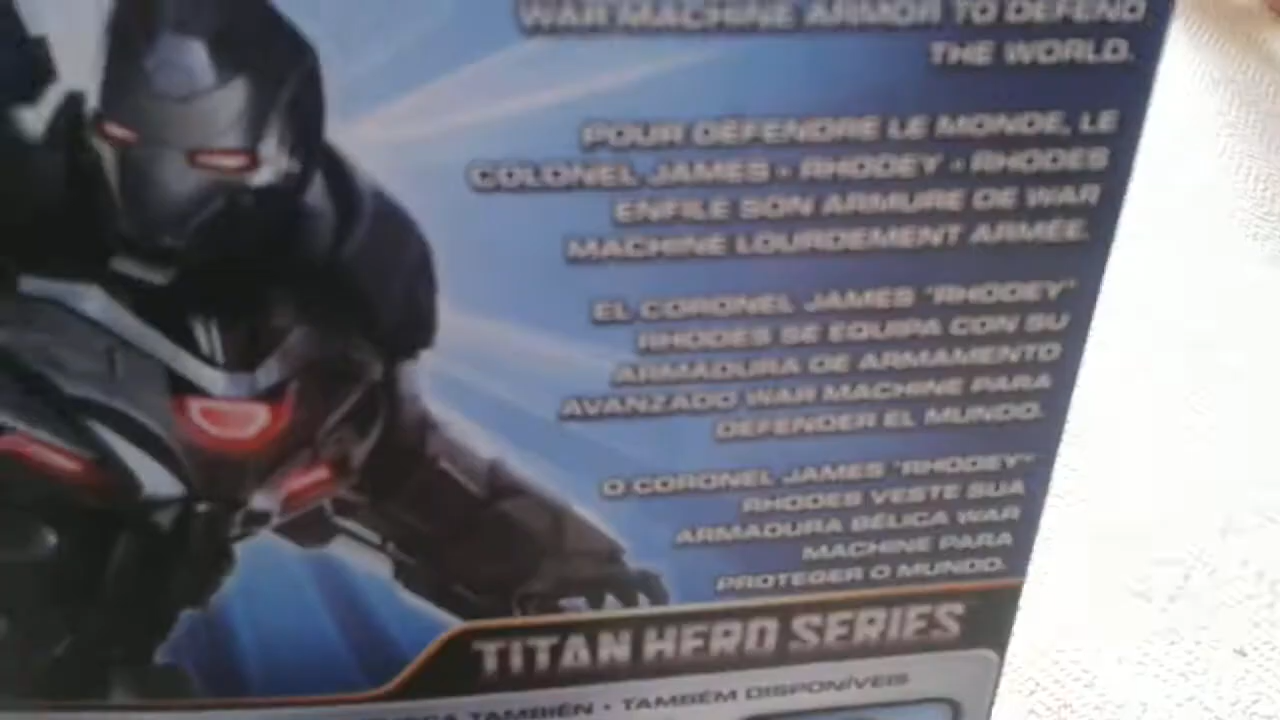 WAR MACHINE ARMOR TO DEFEND
THE WORLD.
POUR DÉFENDRE LE MONDE, LE
COLONEL JAMES « RHODEY » RHODES
ENFILE SON ARMURE DE WAR
MACHINE LOURDEMENT ARMÉE.
EL CORONEL JAMES "RHODEY"
RHODES SE EQUIPA CON SU
ARMADURA DE ARMAMENTO
AVANZADO WAR MACHINE PARA
DEFENDER EL MUNDO.
O CORONEL JAMES "RHODEY"
RHODES VESTE SUA
ARMADURA BÉLICA WAR
MACHINE PARA
PROTEGER O MUNDO.
TITAN HERO SERIES
TAMBIÉN • TAMBÉM DISPONÍVEIS